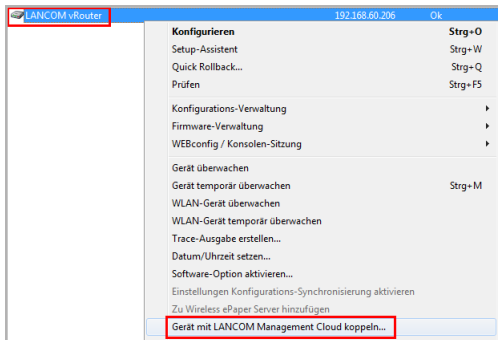 LANCOM vRouter 192.168.60.206 Ok
Konfigurieren Strg+O
Setup-Assistent Strg+W
Quick Rollback... Strg+Q
Prüfen Strg+F5
Konfigurations-Verwaltung
Firmware-Verwaltung
WEBconfig / Konsolen-Sitzung
Gerät überwachen
Gerät temporär überwachen Strg+M
WLAN-Gerät überwachen
WLAN-Gerät temporär überwachen
Trace-Ausgabe erstellen...
Datum/Uhrzeit setzen...
Software-Option aktivieren...
Einstellungen Konfigurations-Synchronisierung aktivieren
Zu Wireless ePaper Server hinzufügen
Gerät mit LANCOM Management Cloud koppeln...